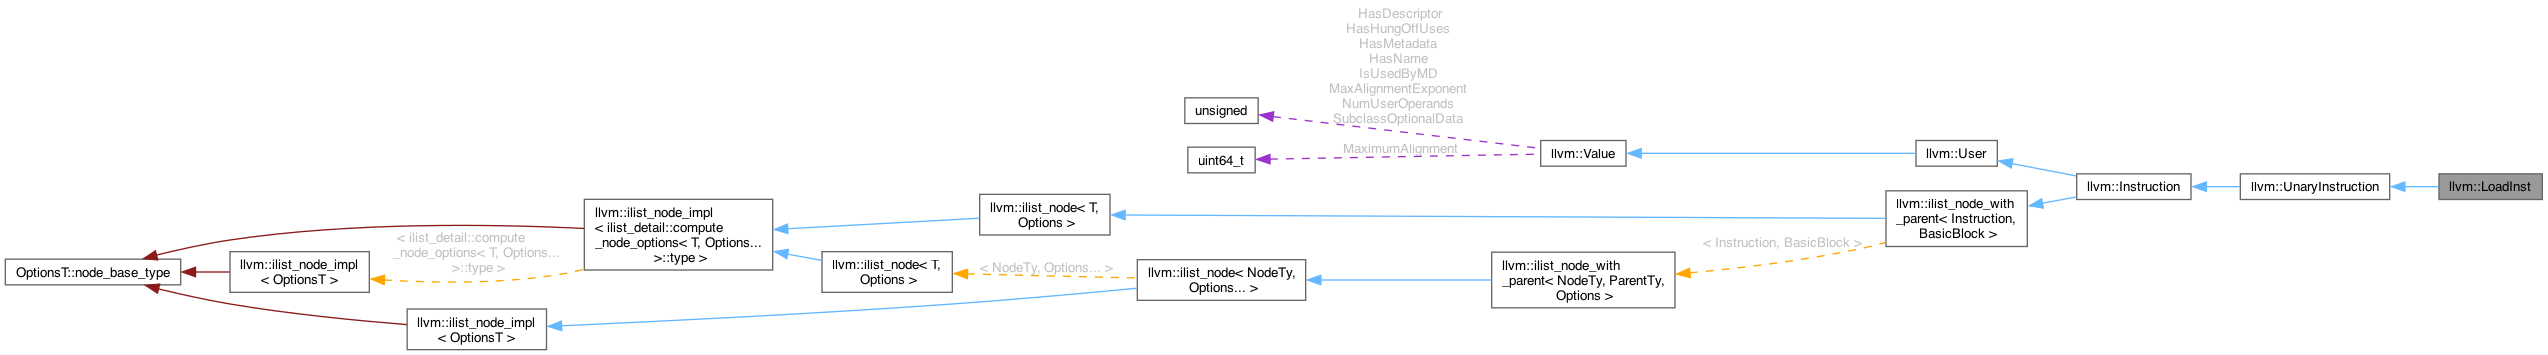 HasDescriptor
HasHungOffUses
HasMetadata
HasName
IsUsedByMD
MaxAlignmentExponent
NumUserOperands
SubclassOptionalData
unsigned
MaximumAlignment
uint64_t
llvm::Value
llvm::User
llvm::Instruction
llvm::UnaryInstruction
llvm::LoadInst
llvm::ilist_node_with
_parent< Instruction,
BasicBlock >
llvm::ilist_node< T,
Options >
llvm::ilist_node_impl
< ilist_detail::compute
_node_options< T, Options...
>::type >
< ilist_detail::compute
_node_options< T, Options...
>::type >
llvm::ilist_node_impl
< OptionsT >
OptionsT::node_base_type
llvm::ilist_node< T,
Options >
< NodeTy, Options... >
llvm::ilist_node< NodeTy,
Options... >
< Instruction, BasicBlock >
llvm::ilist_node_with
_parent< NodeTy, ParentTy,
Options >
llvm::ilist_node_impl
< OptionsT >